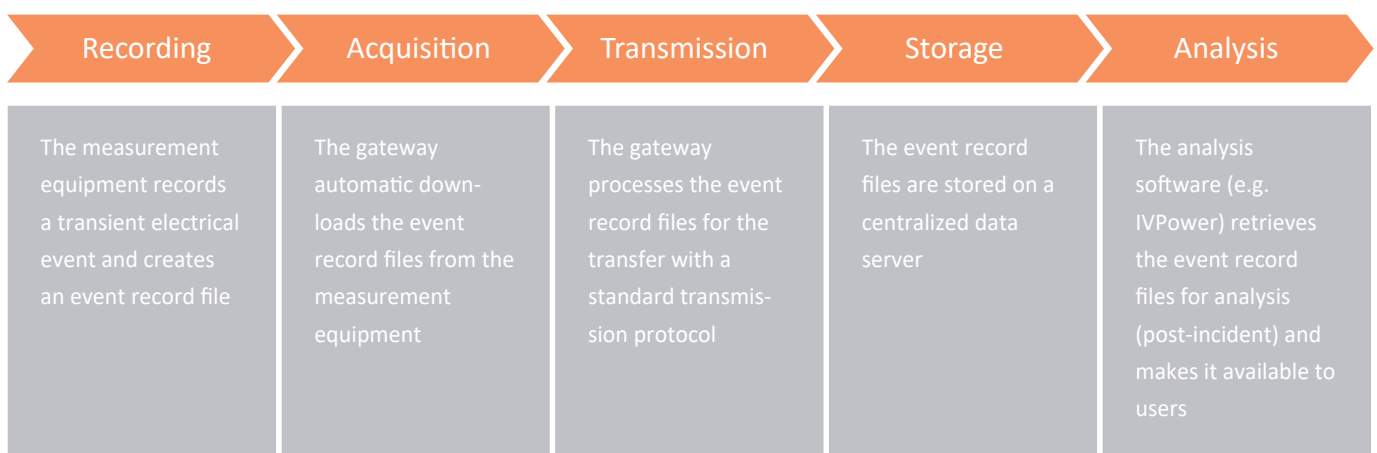 Recording
Acquisition
Transmission
Storage
Analysis
The measurement
equipment records
a transient electrical
event and creates
an event record file
The gateway
automatic down-
loads the event
record files from the
measurement
equipment
The gateway
processes the event
record files for the
transfer with a
standard transmis-
sion protocol
The event record
files are stored on a
centralized data
server
The analysis
software (e.g.
IVPower) retrieves
the event record
files for analysis
(post-incident) and
makes it available to
users